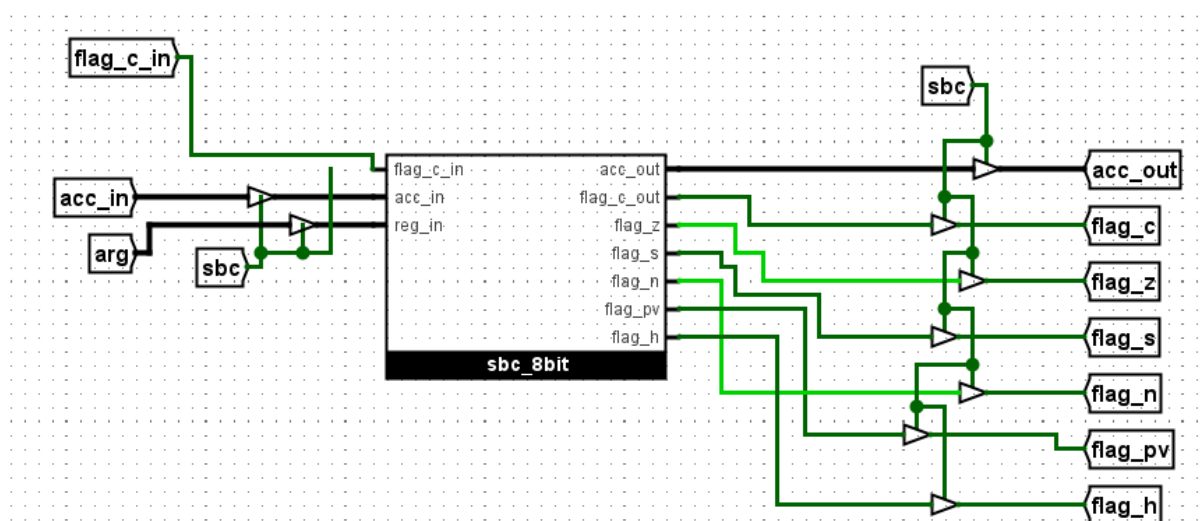 flag_c_in
sbc
flag_c_in
acc_out
acc_out
acc_in
acc_in
flag_c_out
reg_in
flag_z
flag_c
arg
sbc
flag_s
flag_n
flag_z
flag_pv
flag_h
flag_s
sbc_8bit
flag_n
flag_pv
flag_h